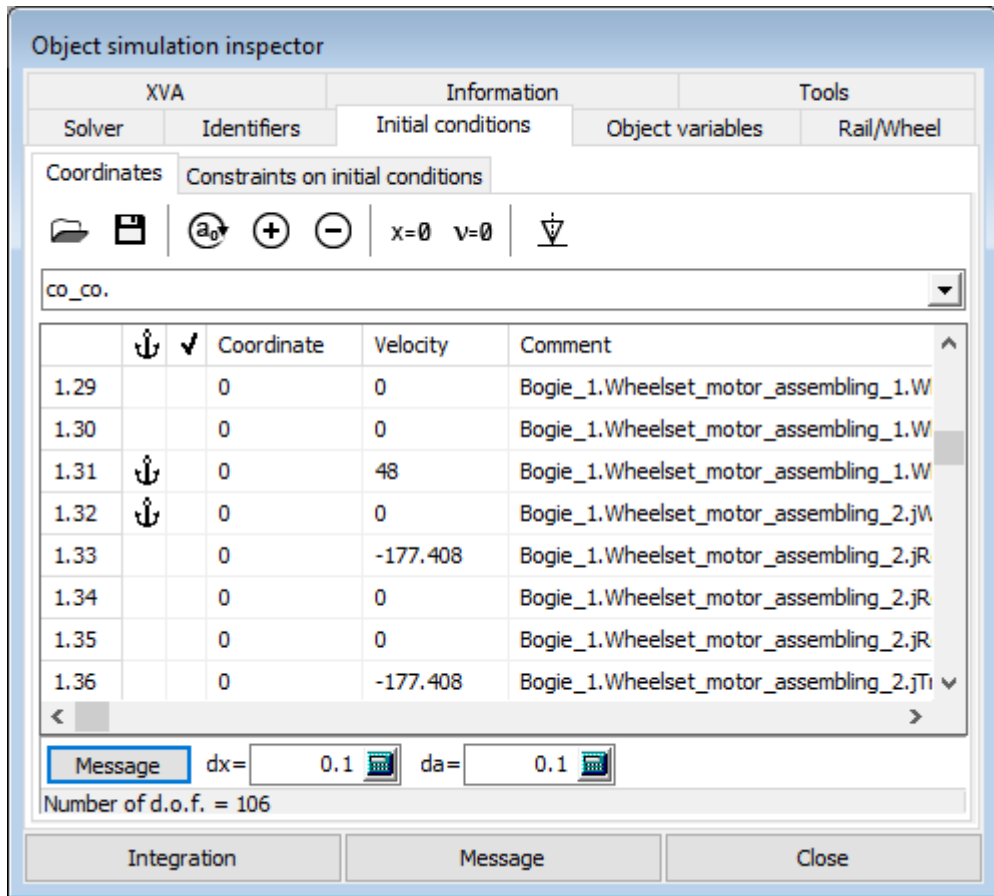 Object simulation inspector
XVA Information Tools
Solver Identifiers Initial conditions Object variables Rail/Wheel
Coordinates Constraints on initial conditions
a₀ x=0 v=0
co_co.
Coordinate Velocity Comment
1.29 0 0 Bogie_1.Wheelset_motor_assembling_1.W
1.30 0 0 Bogie_1.Wheelset_motor_assembling_1.W
1.31 0 48 Bogie_1.Wheelset_motor_assembling_1.W
1.32 0 0 Bogie_1.Wheelset_motor_assembling_2.jW
1.33 0 -177.408 Bogie_1.Wheelset_motor_assembling_2.jR
1.34 0 0 Bogie_1.Wheelset_motor_assembling_2.jR
1.35 0 0 Bogie_1.Wheelset_motor_assembling_2.jR
1.36 0 -177.408 Bogie_1.Wheelset_motor_assembling_2.jTr
Message dx= 0.1 da= 0.1
Number of d.o.f. = 106
Integration Message Close